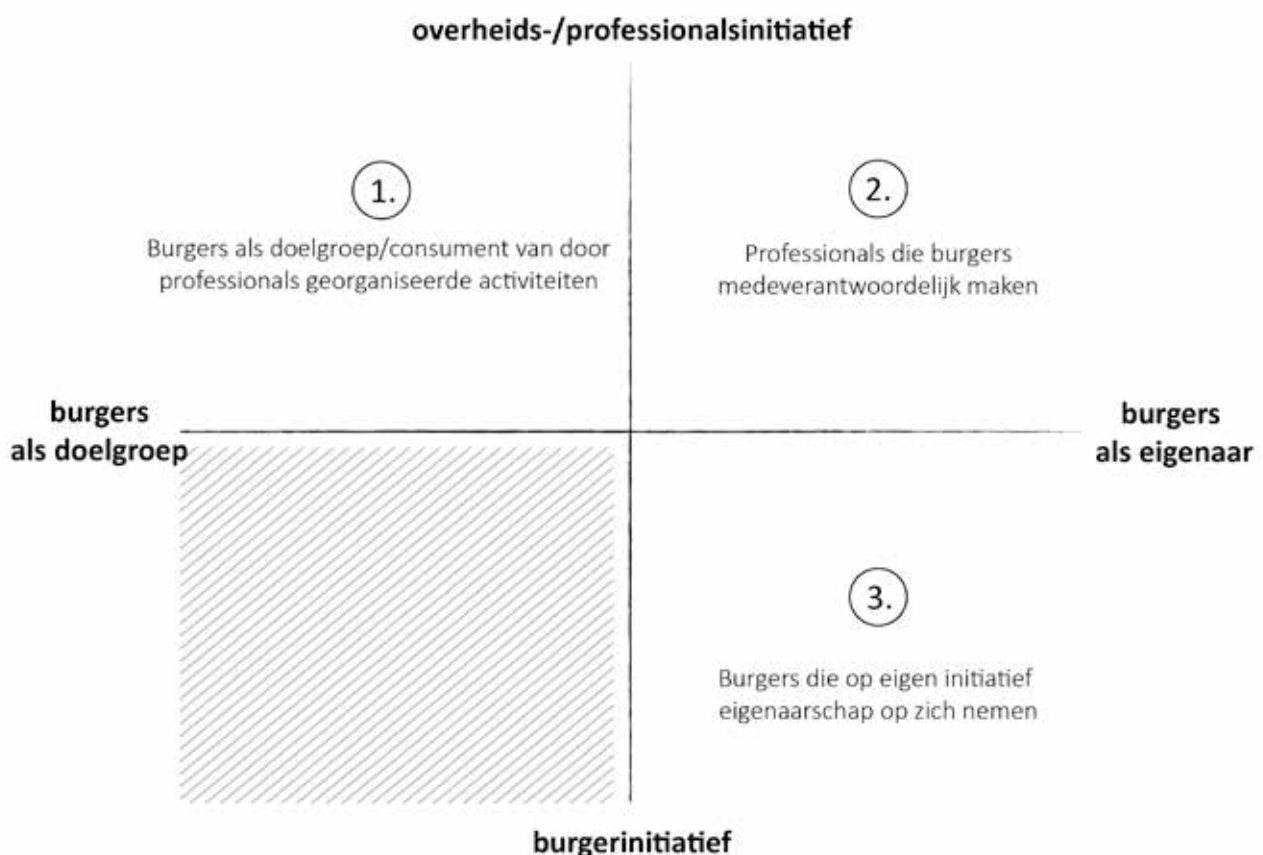 overheids-/professionalsinitiatief
1.
Burgers als doelgroep/consument van door
professionals georganiseerde activiteiten
2.
Professionals die burgers
medeverantwoordelijk maken
burgers
als doelgroep
burgers
als eigenaar
3.
Burgers die op eigen initiatief
eigenaarschap op zich nemen
burgerinitiatief